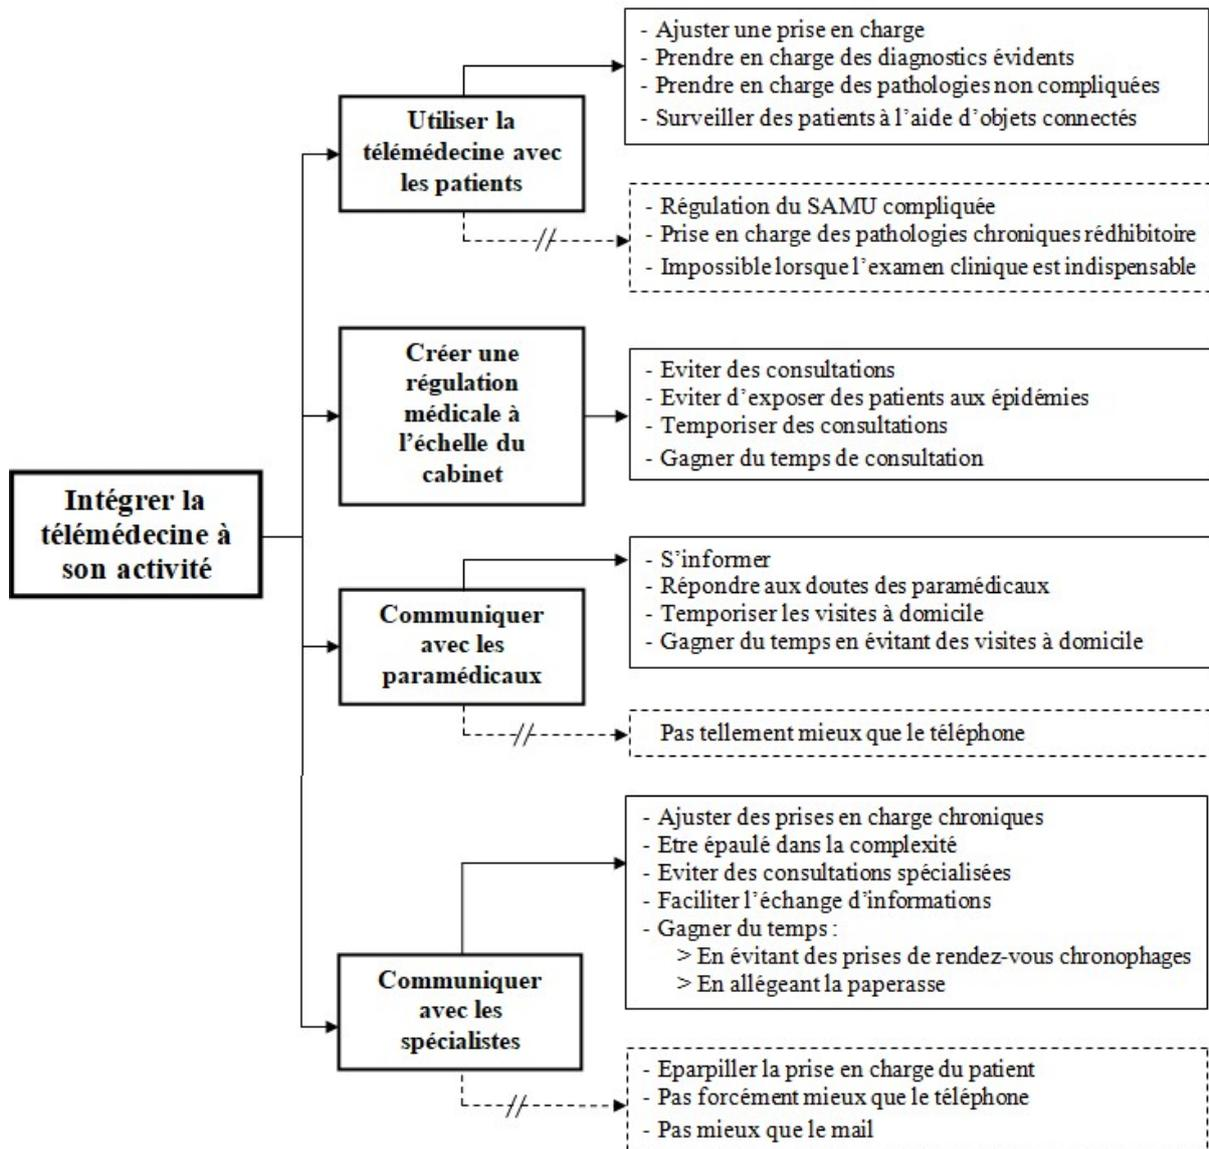 - Ajuster une prise en charge
- Prendre en charge des diagnostics évidents
- Prendre en charge des pathologies non compliquées
- Surveiller des patients à l'aide d'objets connectés
Utiliser la
télémédecine avec
les patients
- Régulation du SAMU compliquée
- Prise en charge des pathologies chroniques rédhibitoire
- Impossible lorsque l'examen clinique est indispensable
Créer une
régulation
médicale à
l'échelle du
cabinet
- Eviter des consultations
- Eviter d'exposer des patients aux épidémies
- Temporiser des consultations
- Gagner du temps de consultation
Intégrer la
télémédecine à
son activité
- S'informer
- Répondre aux doutes des paramédicaux
- Temporiser les visites à domicile
- Gagner du temps en évitant des visites à domicile
Communiquer
avec les
paramédicaux
Pas tellement mieux que le téléphone
- Ajuster des prises en charge chroniques
- Etre épaulé dans la complexité
- Eviter des consultations spécialisées
- Faciliter l'échange d'informations
- Gagner du temps :
> En évitant des prises de rendez-vous chronophages
> En allégeant la paperasse
Communiquer
avec les
spécialistes
- Eparpiller la prise en charge du patient
- Pas forcément mieux que le téléphone
- Pas mieux que le mail